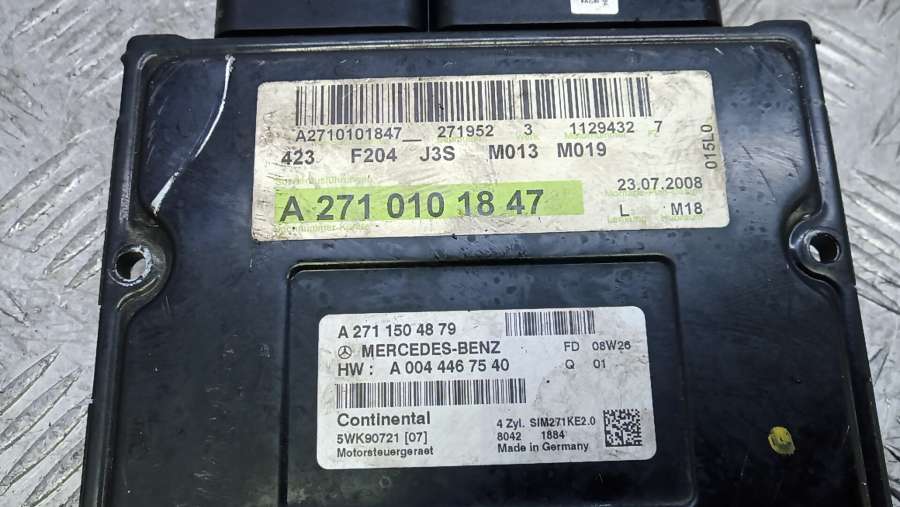 A2710101847__ 271952 3 1129432 7
423 F204 J3S M013 M019
015L0
A 271 010 18 47
23.07.2008
L M18
A 271 150 48 79
MERCEDES-BENZ
FD 08W26
HW : A 004 446 75 40
Q 01
Continental
5WK90721 [07]
Motorsteuergeraet
4 Zyl. SIM271KE2.0
8042 1884
Made in Germany